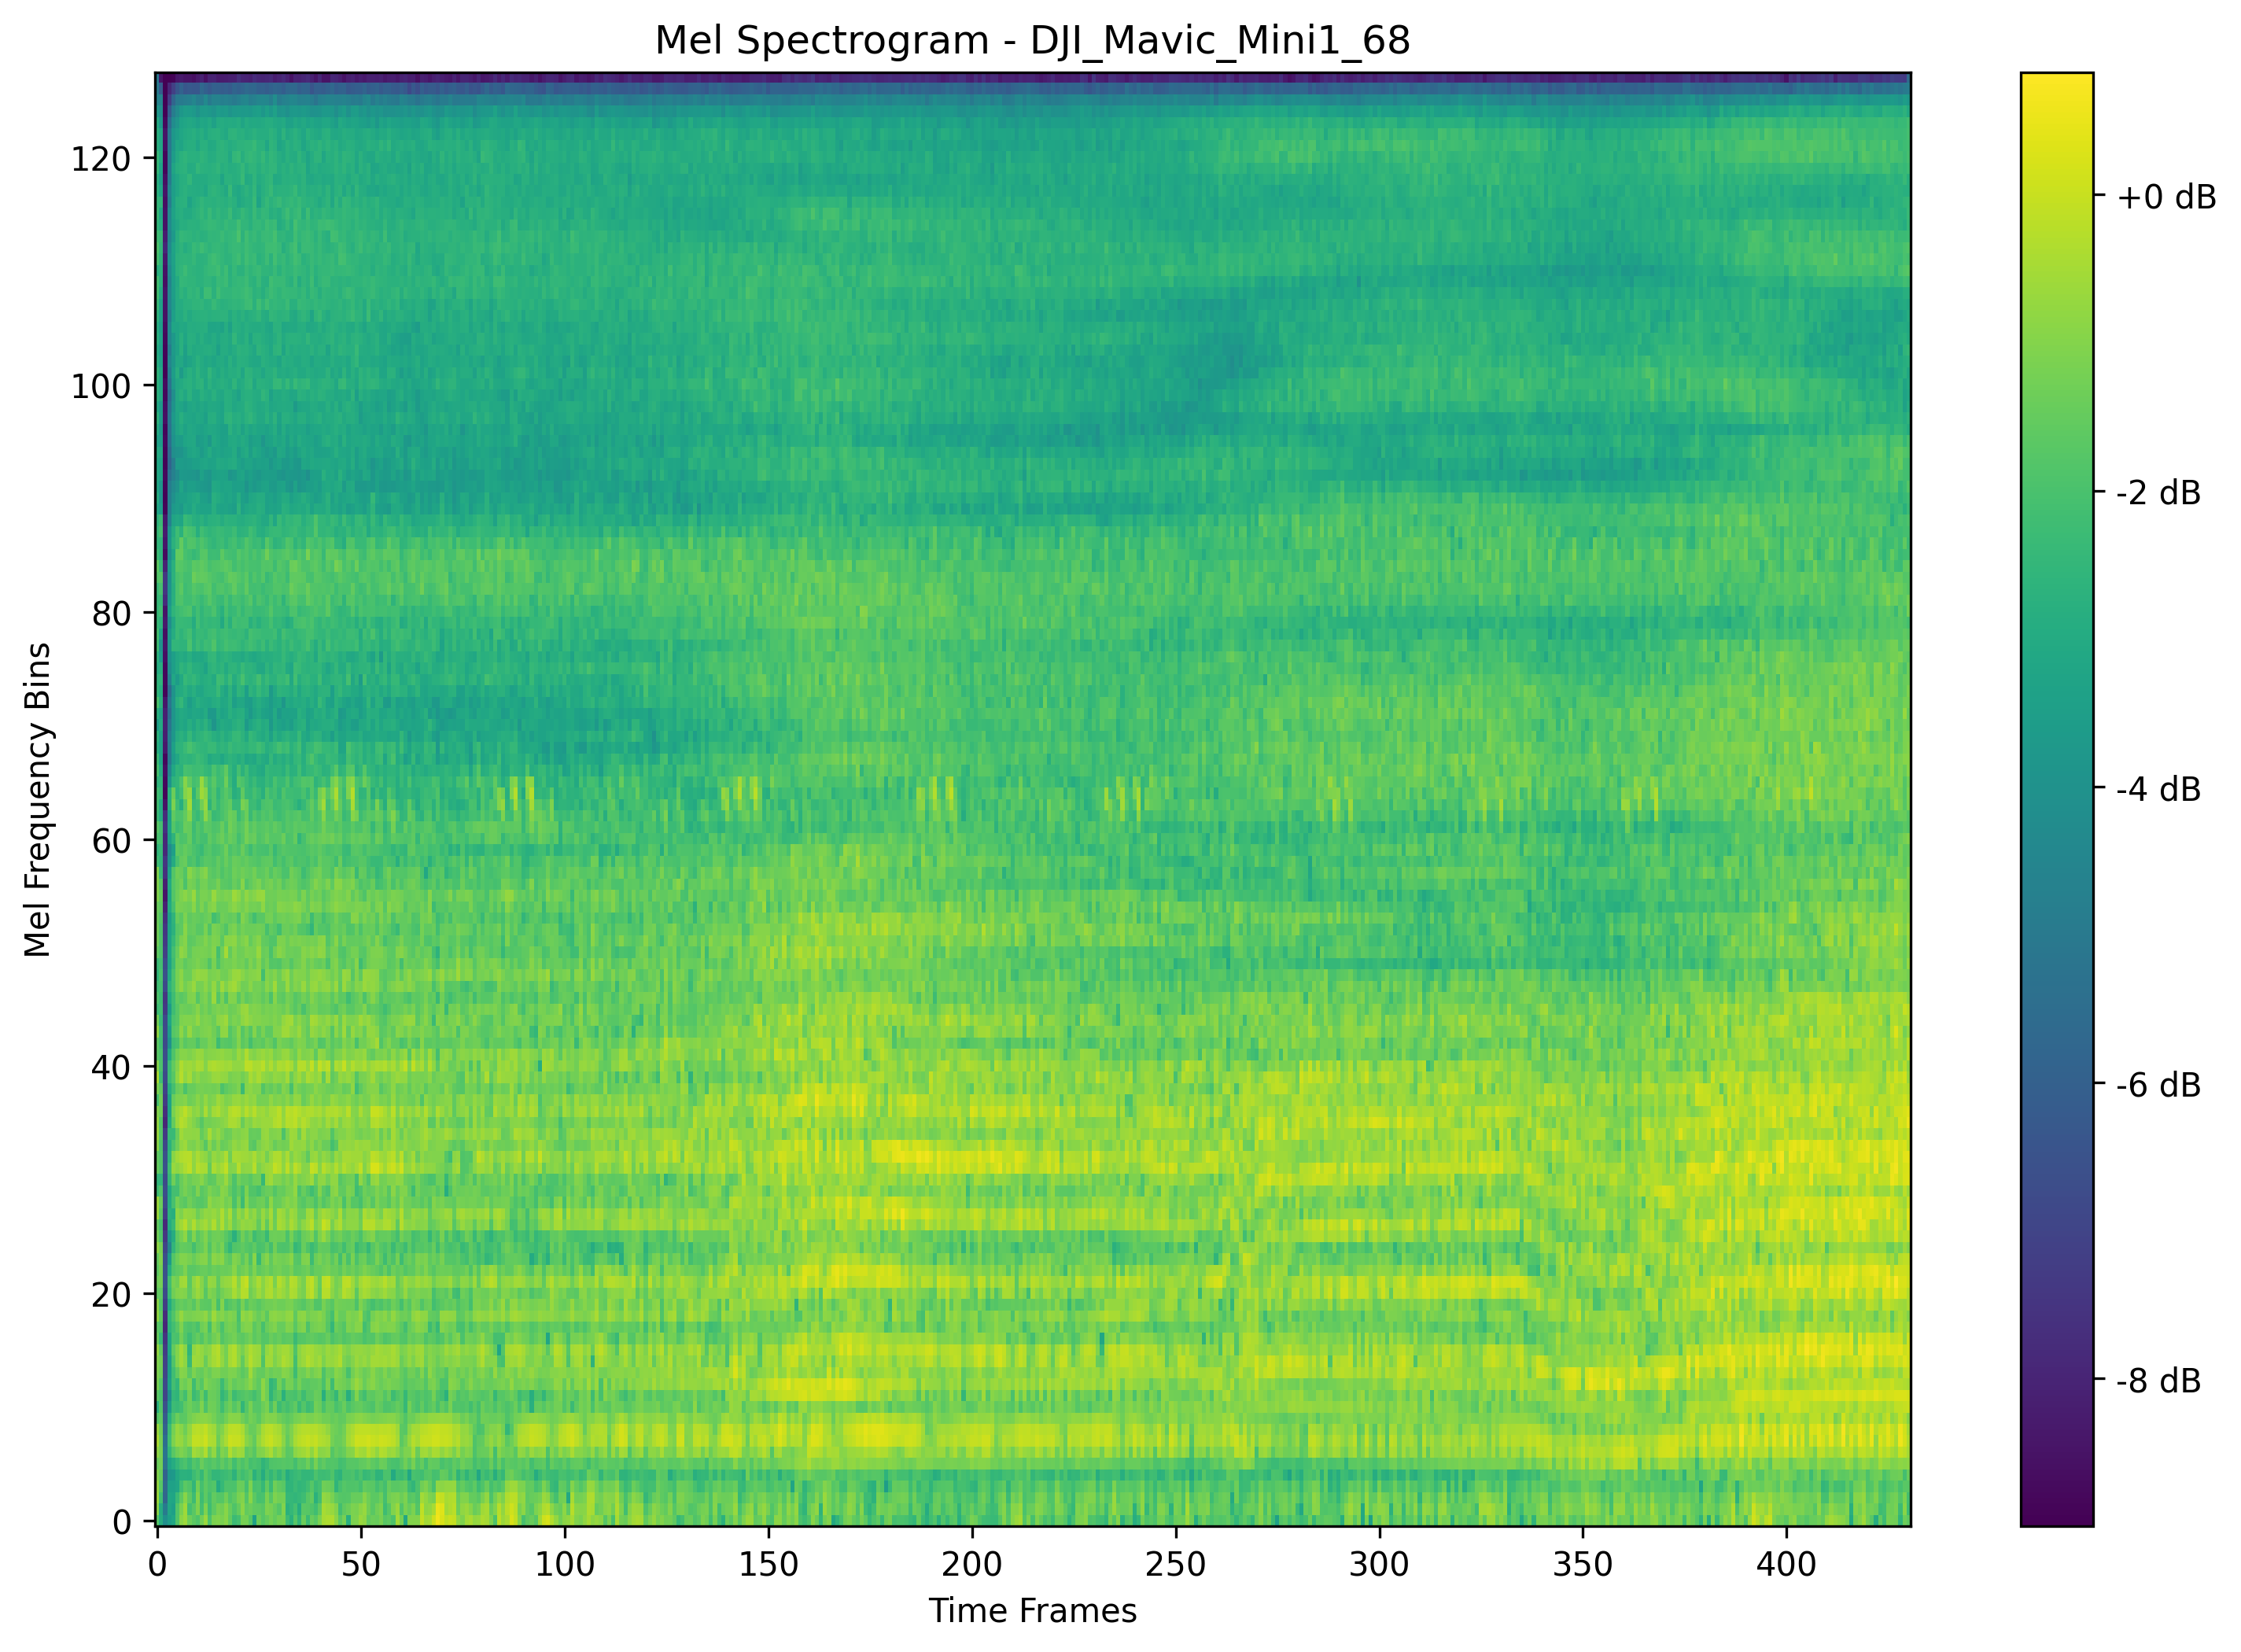 Mel Spectrogram - DJI_Mavic_Mini1_68
Mel Frequency Bins
120
100
80
60
40
20
0
0 50 100 150 200 250 300 350 400
Time Frames
+0 dB
-2 dB
-4 dB
-6 dB
-8 dB